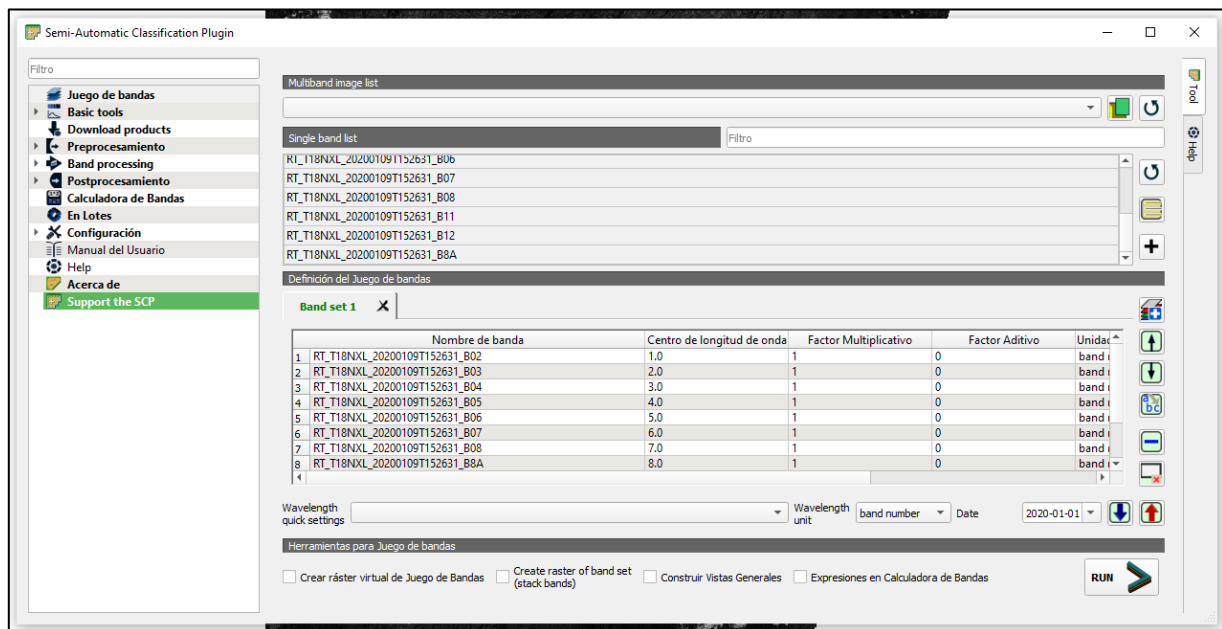 Semi-Automatic Classification Plugin
Filtro
Juego de bandas
Basic tools
Download products
Preprocesamiento
Band processing
Postprocesamiento
Calculadora de Bandas
En Lotes
Configuración
Manual del Usuario
Help
Acerca de
Support the SCP
Multiband image list
Single band list
Filtro
RT_T18NXL_20200109T152631_B06
RT_T18NXL_20200109T152631_B07
RT_T18NXL_20200109T152631_B08
RT_T18NXL_20200109T152631_B11
RT_T18NXL_20200109T152631_B12
RT_T18NXL_20200109T152631_B8A
Definición del Juego de bandas
Band set 1
Nombre de banda Centro de longitud de onda Factor Multiplicativo Factor Aditivo Unidad
1 RT_T18NXL_20200109T152631_B02 1.0 1 0 band
2 RT_T18NXL_20200109T152631_B03 2.0 1 0 band
3 RT_T18NXL_20200109T152631_B04 3.0 1 0 band
4 RT_T18NXL_20200109T152631_B05 4.0 1 0 band
5 RT_T18NXL_20200109T152631_B06 5.0 1 0 band
6 RT_T18NXL_20200109T152631_B07 6.0 1 0 band
7 RT_T18NXL_20200109T152631_B08 7.0 1 0 band
8 RT_T18NXL_20200109T152631_B8A 8.0 1 0 band
Wavelength
quick settings
Wavelength
unit
band number
Date
2020-01-01
Herramientas para Juego de bandas
Crear ráster virtual de Juego de Bandas
Create raster of band set
(stack bands)
Construir Vistas Generales
Expresiones en Calculadora de Bandas
RUN
Tool
Help
abc